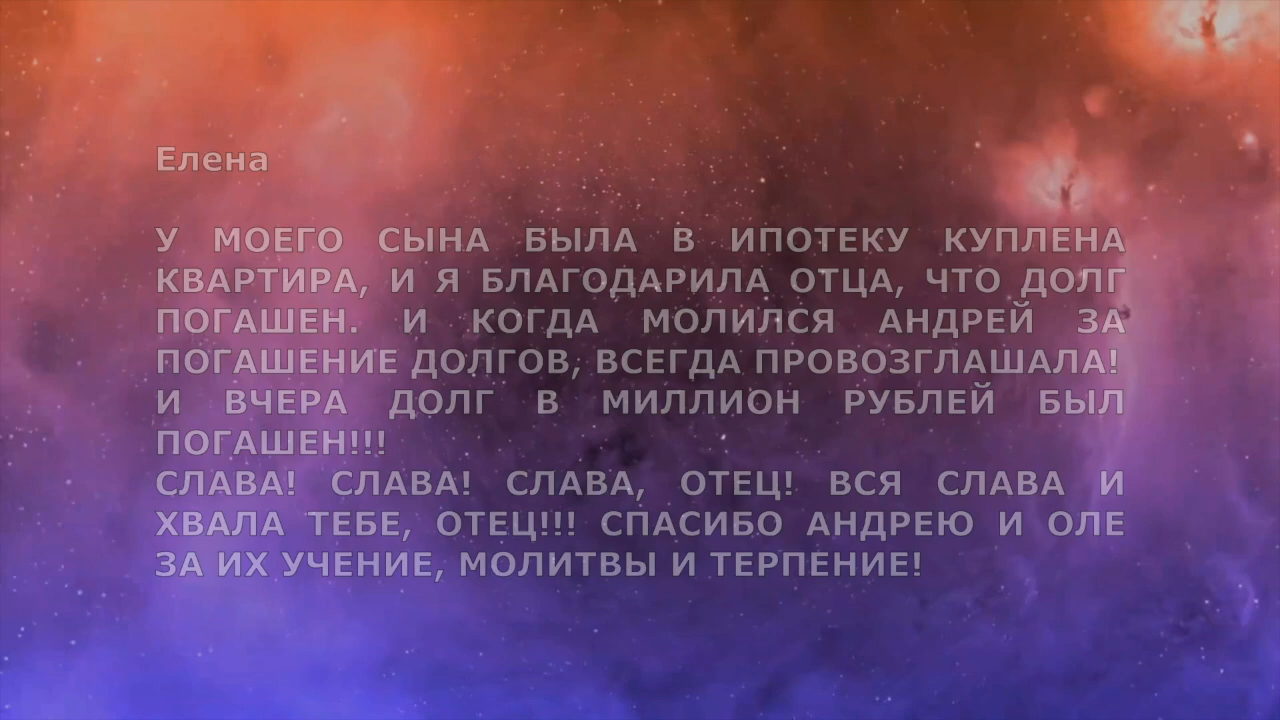 Елена
У МОЕГО СЫНА БЫЛА В ИПОТЕКУ КУПЛЕНА
КВАРТИРА, И Я БЛАГОДАРИЛА ОТЦА, ЧТО ДОЛГ
ПОГАШЕН. И КОГДА МОЛИЛСЯ АНДРЕЙ ЗА
ПОГАШЕНИЕ ДОЛГОВ, ВСЕГДА ПРОВОЗГЛАШАЛА!
И ВЧЕРА ДОЛГ В МИЛЛИОН РУБЛЕЙ БЫЛ
ПОГАШЕН!!!
СЛАВА! СЛАВА! СЛАВА, ОТЕЦ! ВСЯ СЛАВА И
ХВАЛА ТЕБЕ, ОТЕЦ!!! СПАСИБО АНДРЕЮ И ОЛЕ
ЗА ИХ УЧЕНИЕ, МОЛИТВЫ И ТЕРПЕНИЕ!